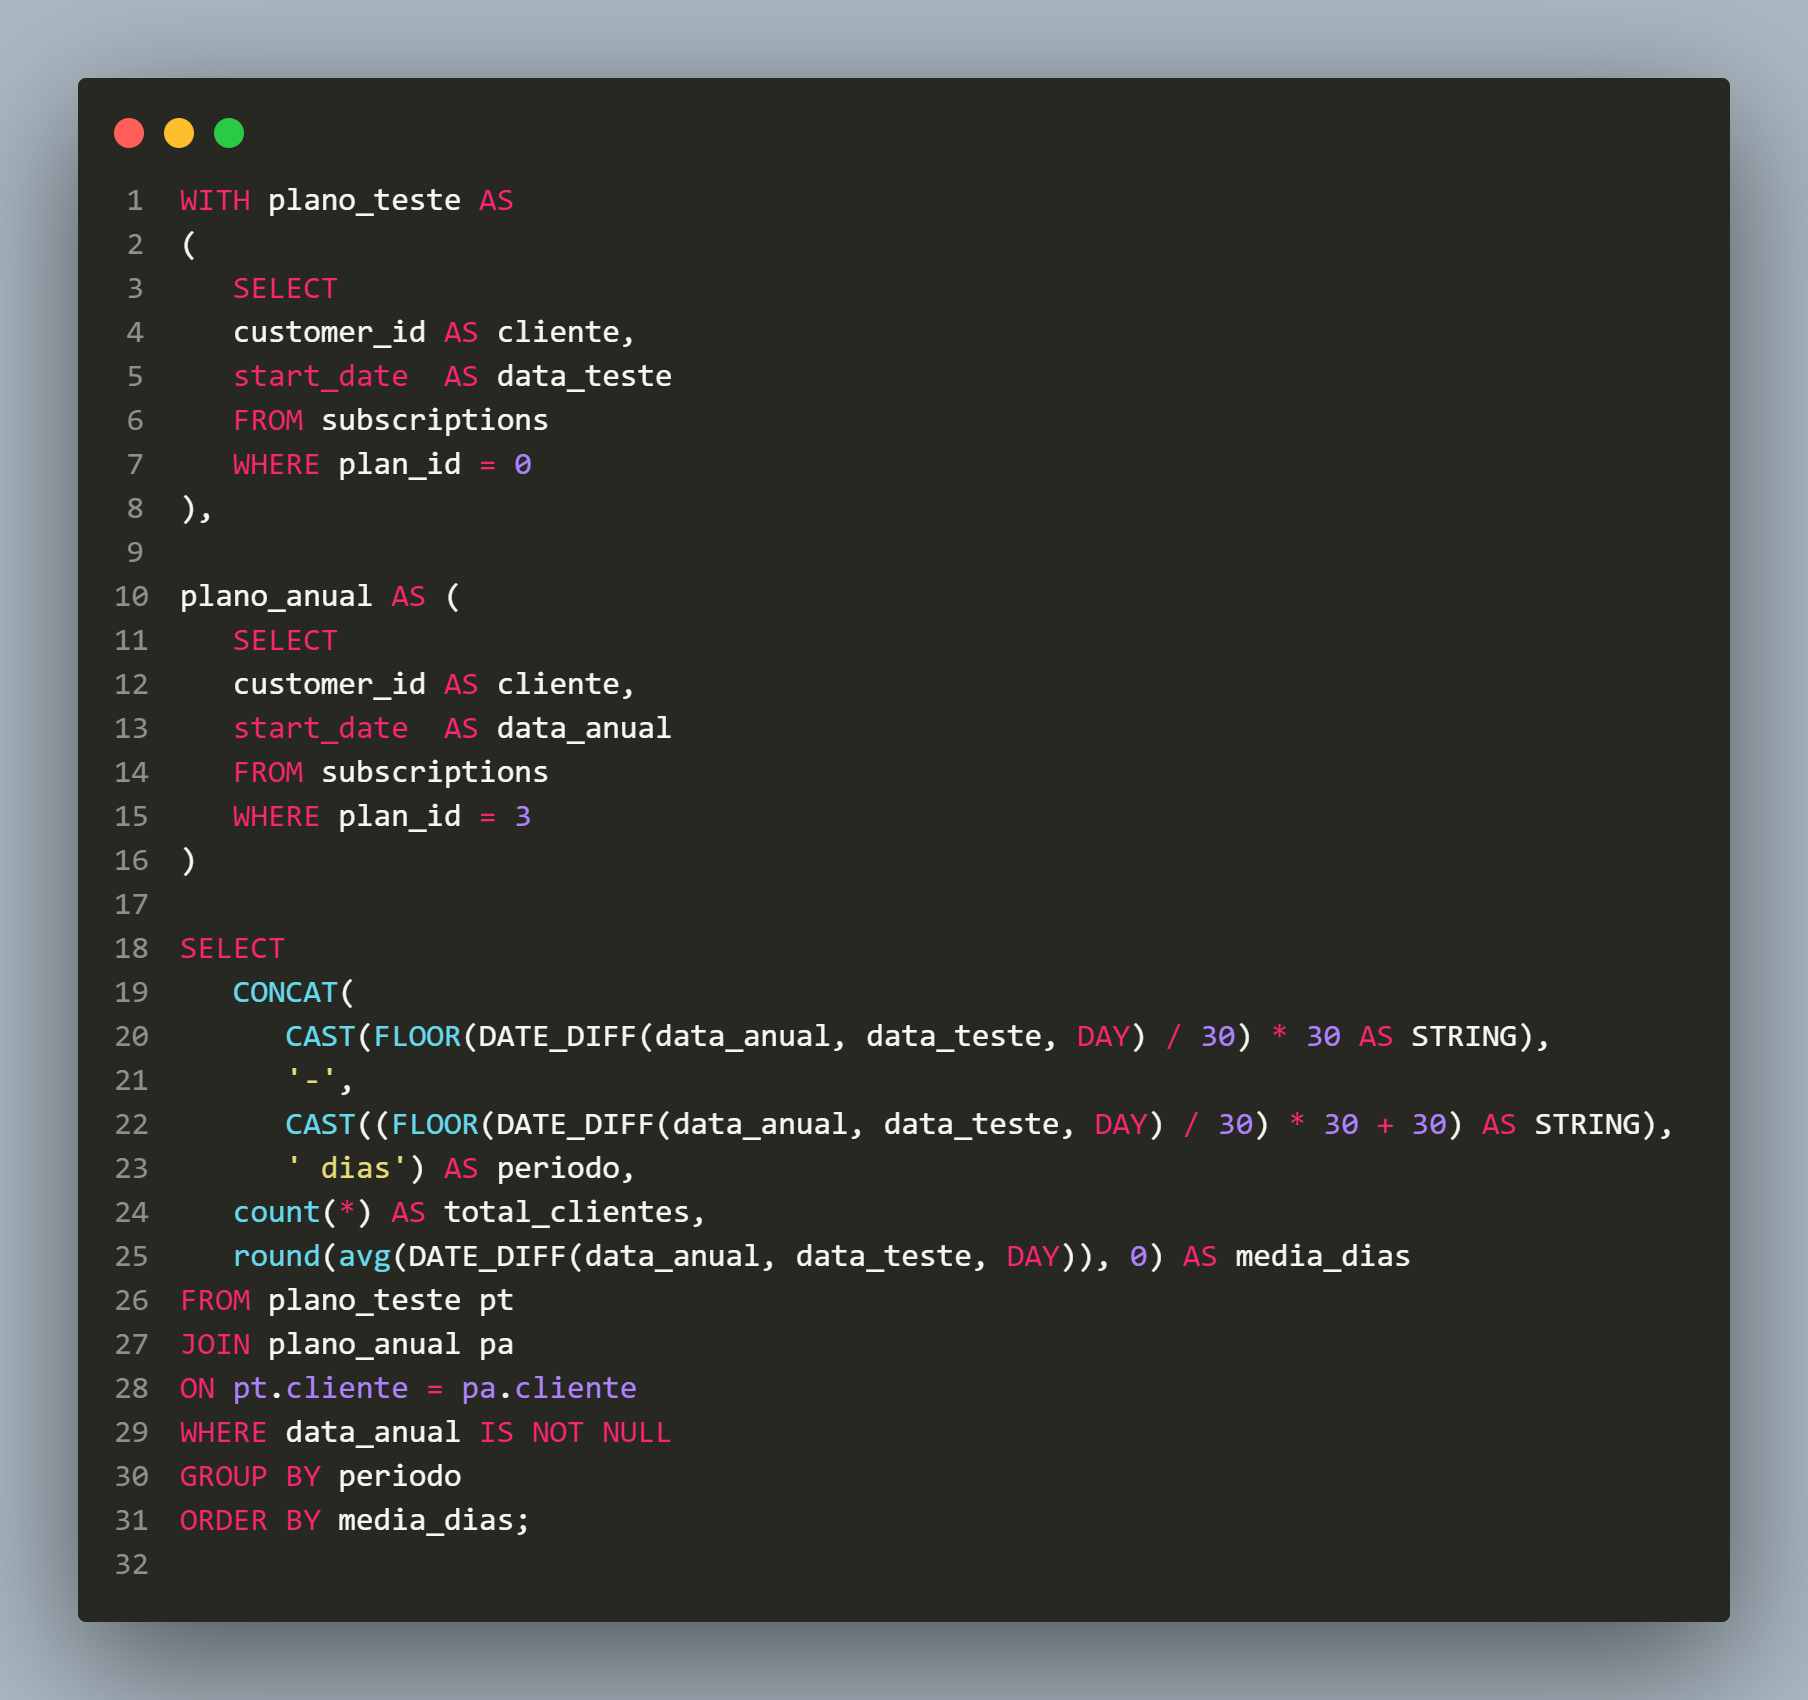 1 WITH plano_teste AS
2 (
3    SELECT
4    customer_id AS cliente,
5    start_date  AS data_teste
6    FROM subscriptions
7    WHERE plan_id = 0
8 ),
9
10 plano_anual AS (
11    SELECT
12    customer_id AS cliente,
13    start_date  AS data_anual
14    FROM subscriptions
15    WHERE plan_id = 3
16 )
17
18 SELECT
19    CONCAT(
20       CAST(FLOOR(DATE_DIFF(data_anual, data_teste, DAY) / 30) * 30 AS STRING),
21       '-',
22       CAST((FLOOR(DATE_DIFF(data_anual, data_teste, DAY) / 30) * 30 + 30) AS STRING),
23       ' dias') AS periodo,
24    count(*) AS total_clientes,
25    round(avg(DATE_DIFF(data_anual, data_teste, DAY)), 0) AS media_dias
26 FROM plano_teste pt
27 JOIN plano_anual pa
28 ON pt.cliente = pa.cliente
29 WHERE data_anual IS NOT NULL
30 GROUP BY periodo
31 ORDER BY media_dias;
32